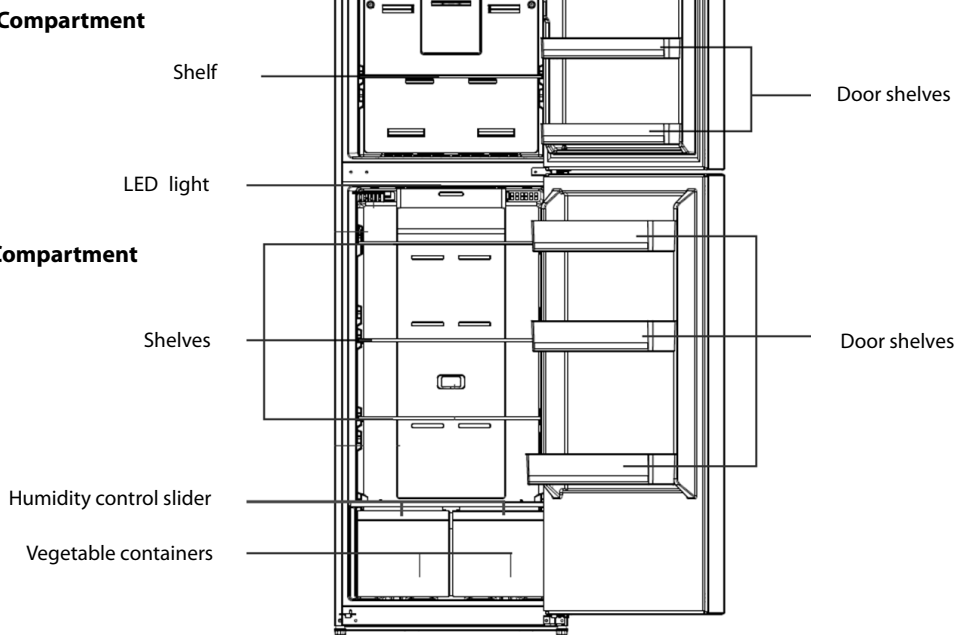 Compartment
Shelf
Door shelves
LED light
Compartment
Shelves
Door shelves
Humidity control slider
Vegetable containers